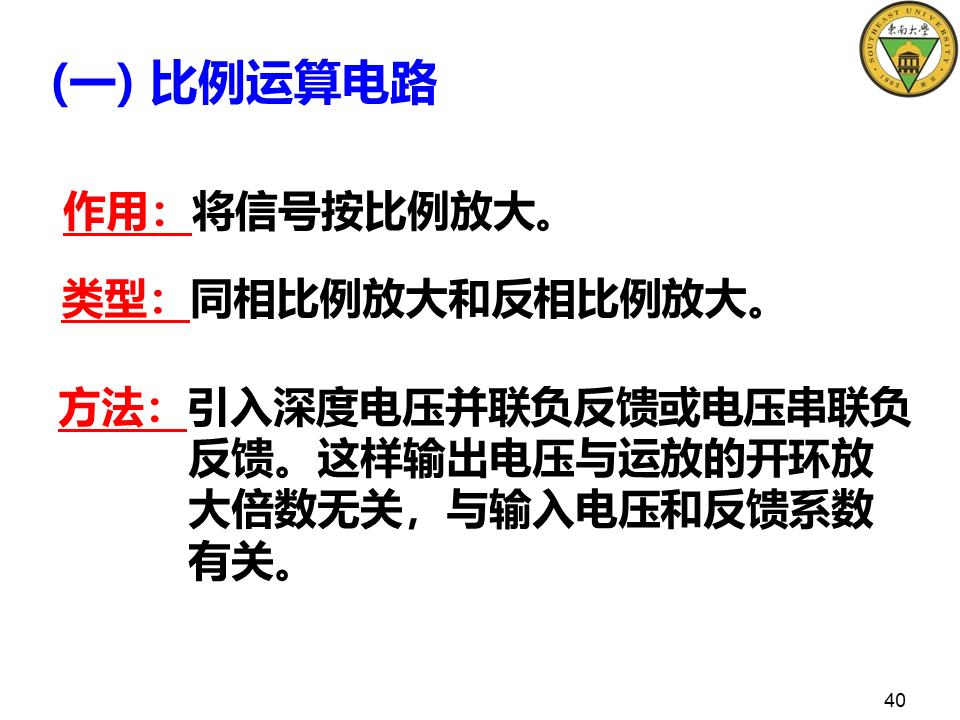 (一) 比例运算电路
SOUTHEAST UNIVERSITY
東南大學
1902
南京
作用：将信号按比例放大。
类型：同相比例放大和反相比例放大。
方法：引入深度电压并联负反馈或电压串联负
反馈。这样输出电压与运放的开环放
大倍数无关，与输入电压和反馈系数
有关。
40